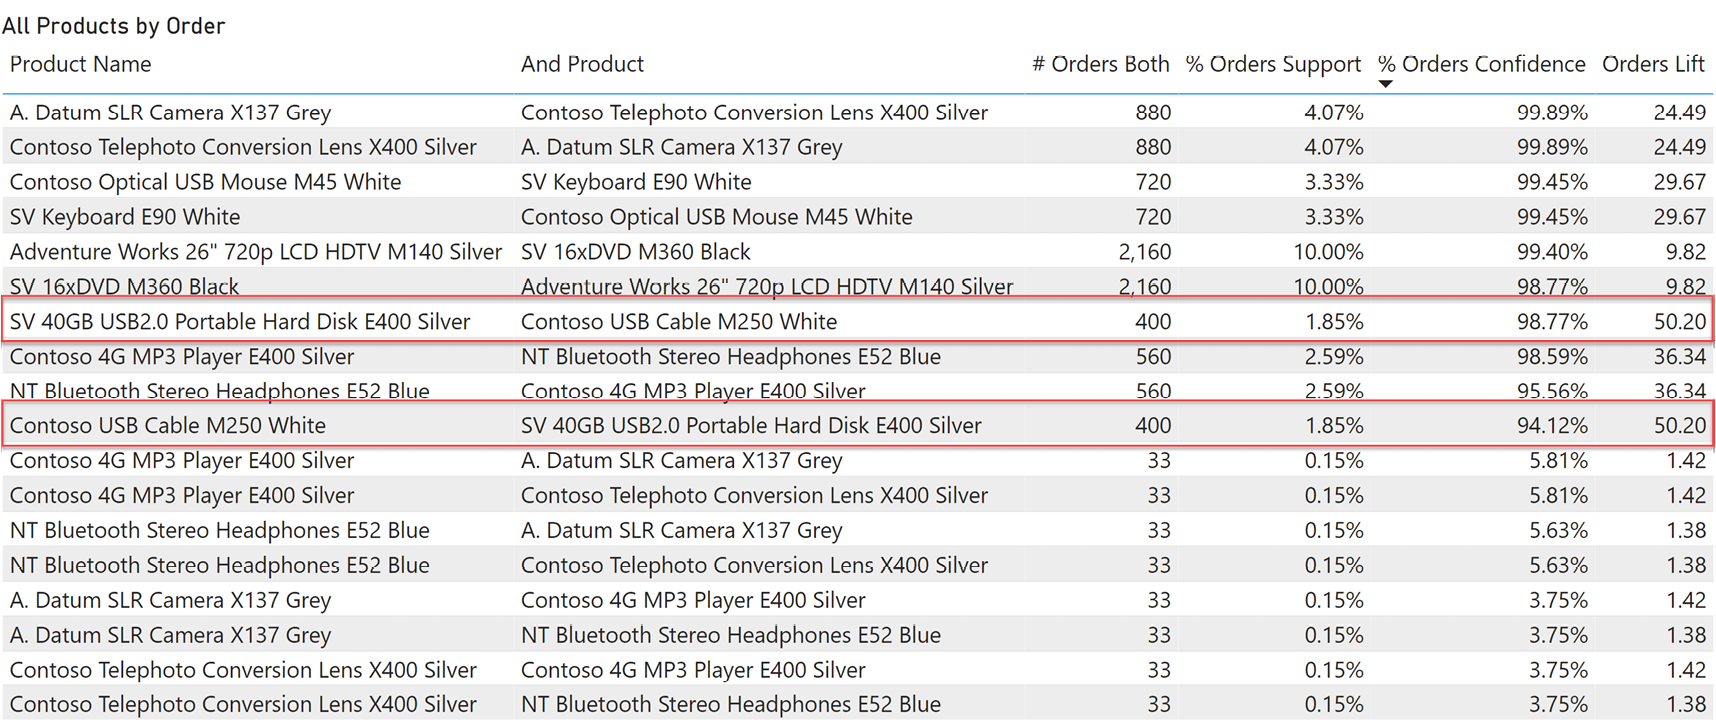 All Products by Order
Product Name And Product # Orders Both % Orders Support % Orders Confidence Orders Lift
A. Datum SLR Camera X137 Grey Contoso Telephoto Conversion Lens X400 Silver 880 4.07% 99.89% 24.49
Contoso Telephoto Conversion Lens X400 Silver A. Datum SLR Camera X137 Grey 880 4.07% 99.89% 24.49
Contoso Optical USB Mouse M45 White SV Keyboard E90 White 720 3.33% 99.45% 29.67
SV Keyboard E90 White Contoso Optical USB Mouse M45 White 720 3.33% 99.45% 29.67
Adventure Works 26" 720p LCD HDTV M140 Silver SV 16xDVD M360 Black 2,160 10.00% 99.40% 9.82
SV 16xDVD M360 Black Adventure Works 26" 720p LCD HDTV M140 Silver 2,160 10.00% 98.77% 9.82
SV 40GB USB2.0 Portable Hard Disk E400 Silver Contoso USB Cable M250 White 400 1.85% 98.77% 50.20
Contoso 4G MP3 Player E400 Silver NT Bluetooth Stereo Headphones E52 Blue 560 2.59% 98.59% 36.34
NT Bluetooth Stereo Headphones E52 Blue Contoso 4G MP3 Player E400 Silver 560 2.59% 95.56% 36.34
Contoso USB Cable M250 White SV 40GB USB2.0 Portable Hard Disk E400 Silver 400 1.85% 94.12% 50.20
Contoso 4G MP3 Player E400 Silver A. Datum SLR Camera X137 Grey 33 0.15% 5.81% 1.42
Contoso 4G MP3 Player E400 Silver Contoso Telephoto Conversion Lens X400 Silver 33 0.15% 5.81% 1.42
NT Bluetooth Stereo Headphones E52 Blue A. Datum SLR Camera X137 Grey 33 0.15% 5.63% 1.38
NT Bluetooth Stereo Headphones E52 Blue Contoso Telephoto Conversion Lens X400 Silver 33 0.15% 5.63% 1.38
A. Datum SLR Camera X137 Grey Contoso 4G MP3 Player E400 Silver 33 0.15% 3.75% 1.42
A. Datum SLR Camera X137 Grey NT Bluetooth Stereo Headphones E52 Blue 33 0.15% 3.75% 1.38
Contoso Telephoto Conversion Lens X400 Silver Contoso 4G MP3 Player E400 Silver 33 0.15% 3.75% 1.42
Contoso Telephoto Conversion Lens X400 Silver NT Bluetooth Stereo Headphones E52 Blue 33 0.15% 3.75% 1.38